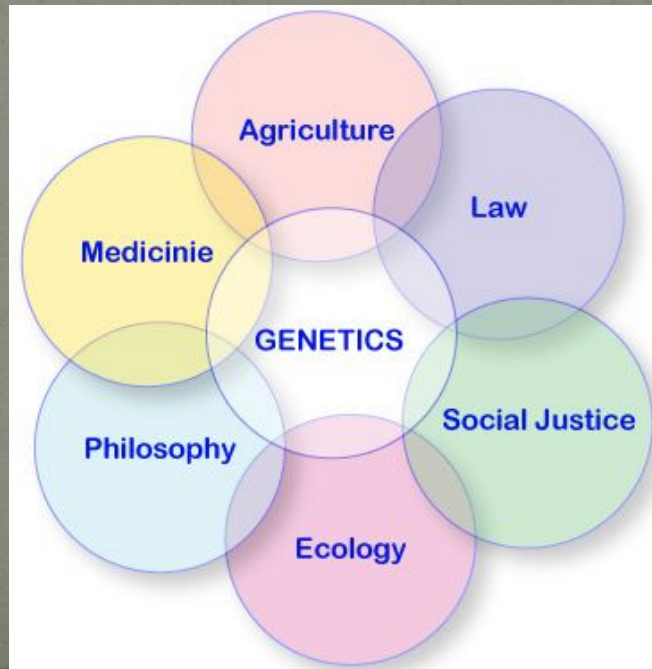 Agriculture
Law
Medicinie
GENETICS
Social Justice
Philosophy
Ecology